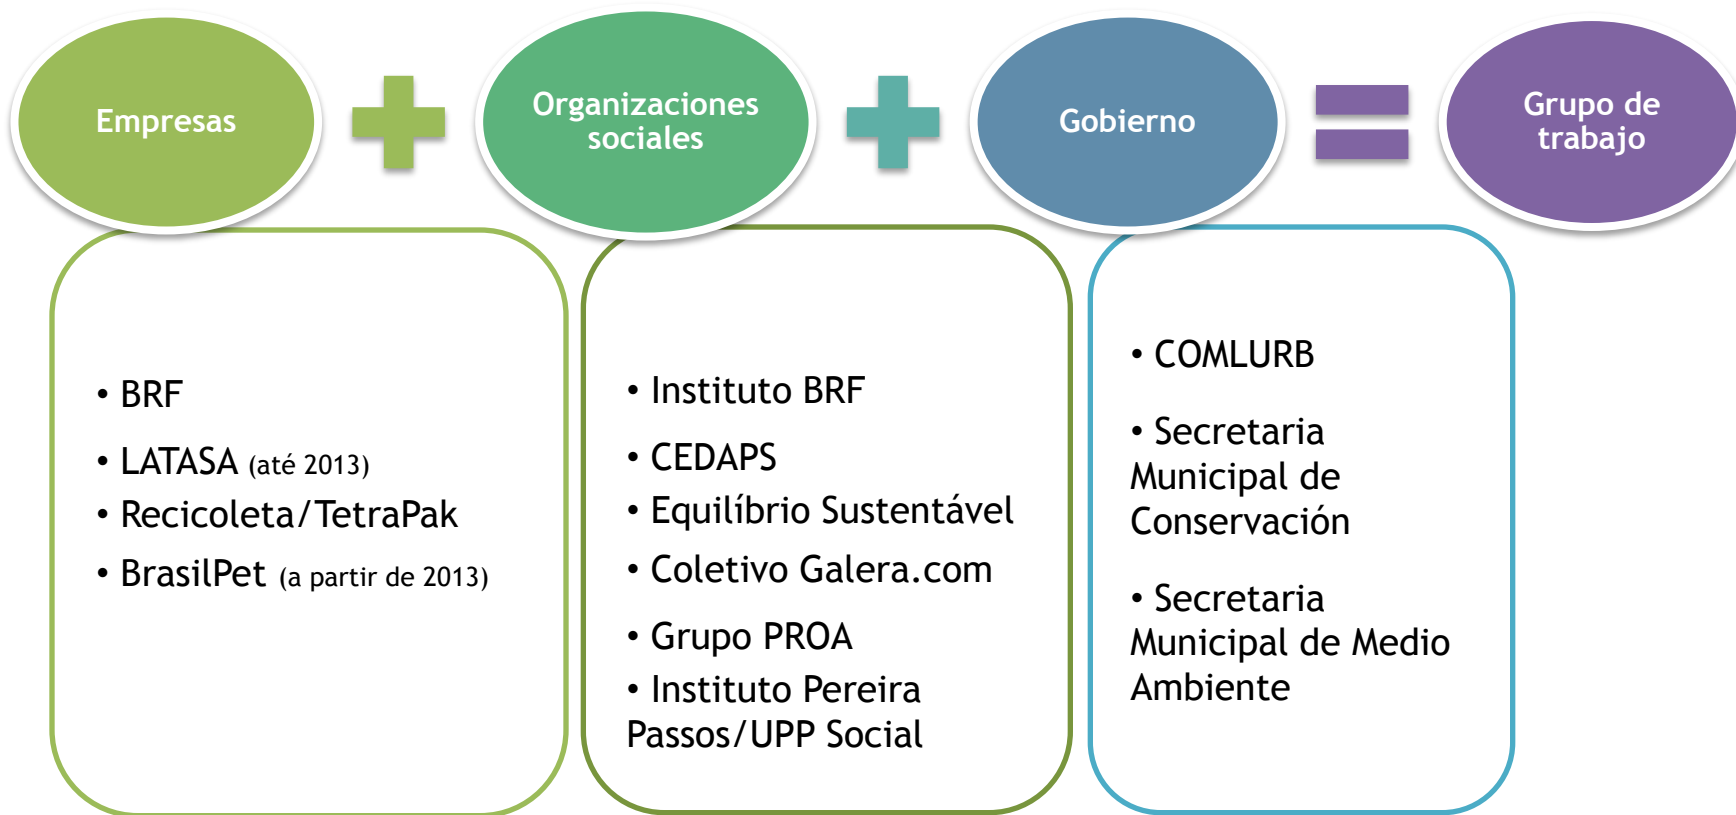 Empresas
Organizaciones
sociales
Gobierno
Grupo de
trabajo
• BRF
• LATASA (até 2013)
• Recicoleta/TetraPak
• BrasilPet (a partir de 2013)
• Instituto BRF
• CEDAPS
• Equilíbrio Sustentável
• Coletivo Galera.com
• Grupo PROA
• Instituto Pereira
Passos/UPP Social
• COMLURB
• Secretaria
Municipal de
Conservación
• Secretaria
Municipal de Medio
Ambiente